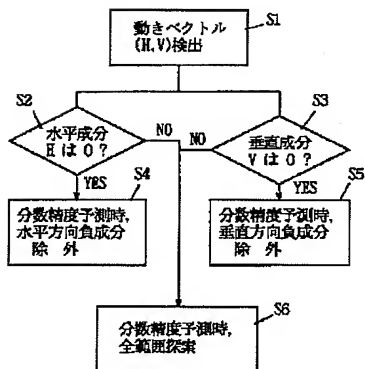 S1
動きベクトル
(H,V)検出
S2
水平成分
Hは0?
NO
NO
S3
垂直成分
Vは0?
YES
S4
分数精度予測時,
水平方向負成分
除 外
YES
S5
分数精度予測時,
垂直方向負成分
除 外
S6
分数精度予測時,
全範囲探索